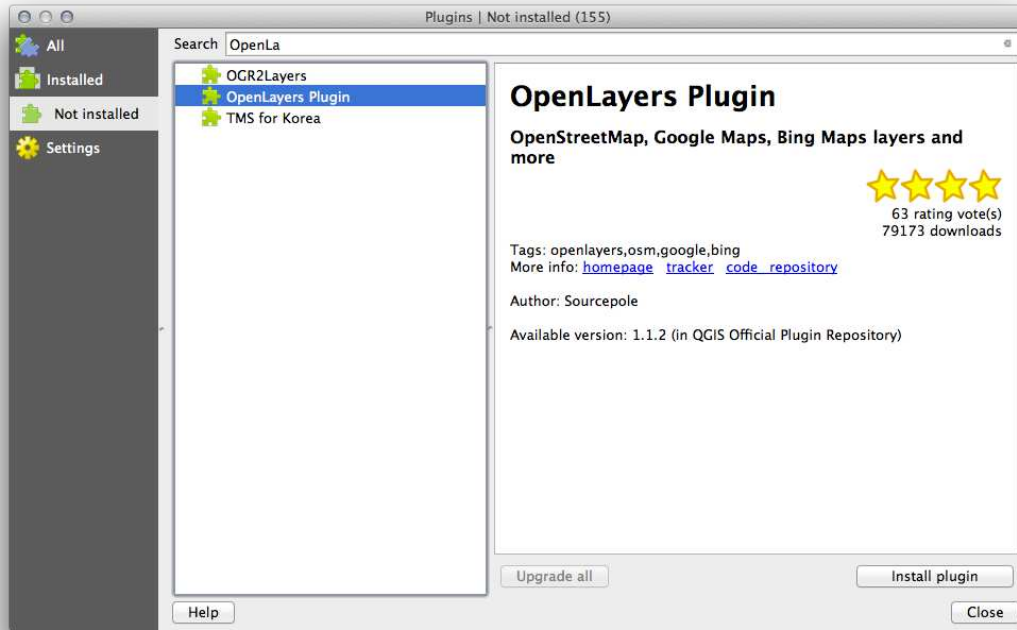 Plugins | Not installed (155)
All
Installed
Not installed
Settings
Search OpenLa
OGR2Layers
OpenLayers Plugin
TMS for Korea
OpenLayers Plugin
OpenStreetMap, Google Maps, Bing Maps layers and
more
63 rating vote(s)
79173 downloads
Tags: openlayers,osm,google,bing
More info: homepage tracker code_repository
Author: Sourcepole
Available version: 1.1.2 (in QGIS Official Plugin Repository)
Upgrade all
Install plugin
Help
Close